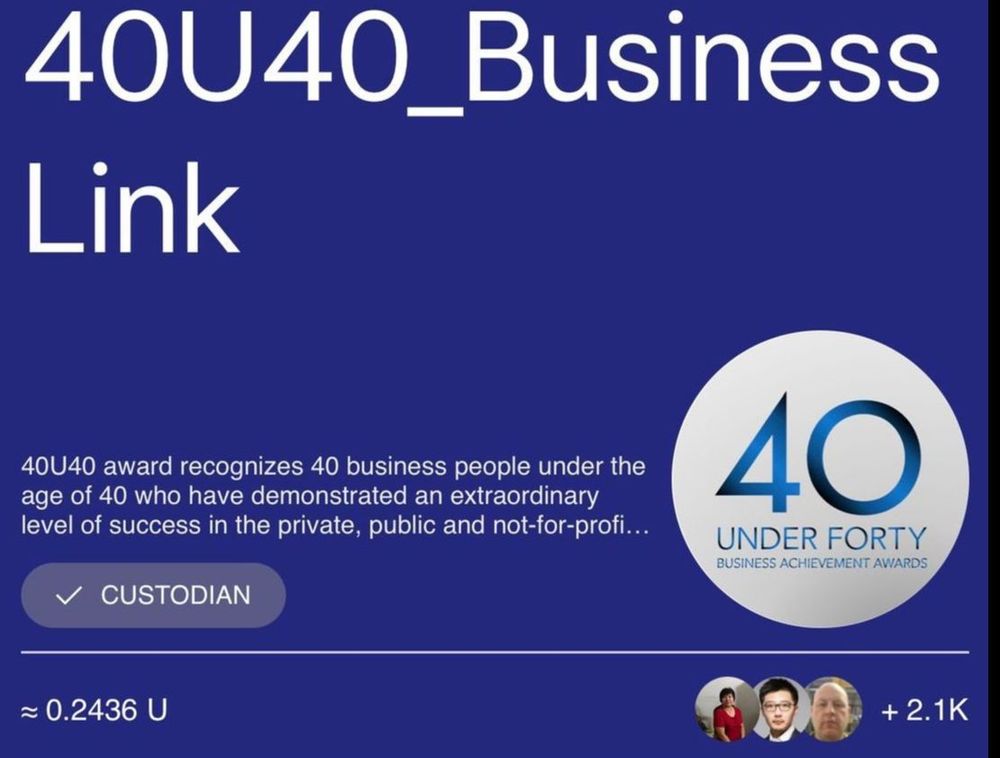 40U40_Business
Link
40U40 award recognizes 40 business people under the
age of 40 who have demonstrated an extraordinary
level of success in the private, public and not-for-profi...
40
UNDER FORTY
BUSINESS ACHIEVEMENT AWARDS
✓ CUSTODIAN
≈ 0.2436 U
+ 2.1K